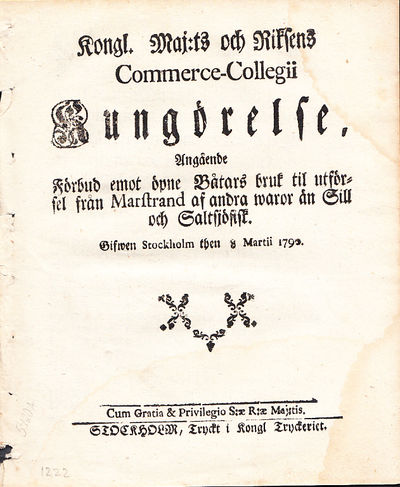 Kongl. Maj:ts och Riksens
Commerce-Collegii
Kungörelse,
Angående
Förbud emot öpne Båtars bruk til utför-
sel från Marstrand af andra waror än Sill
och Saltsjöfisk.
Gifwen Stockholm then 8 Martii 1792.
Cum Gratia & Privilegio S:æ R:æ Maj:tis.
STOCKHOLM, Tryckt i Kongl Tryckeriet.
1222